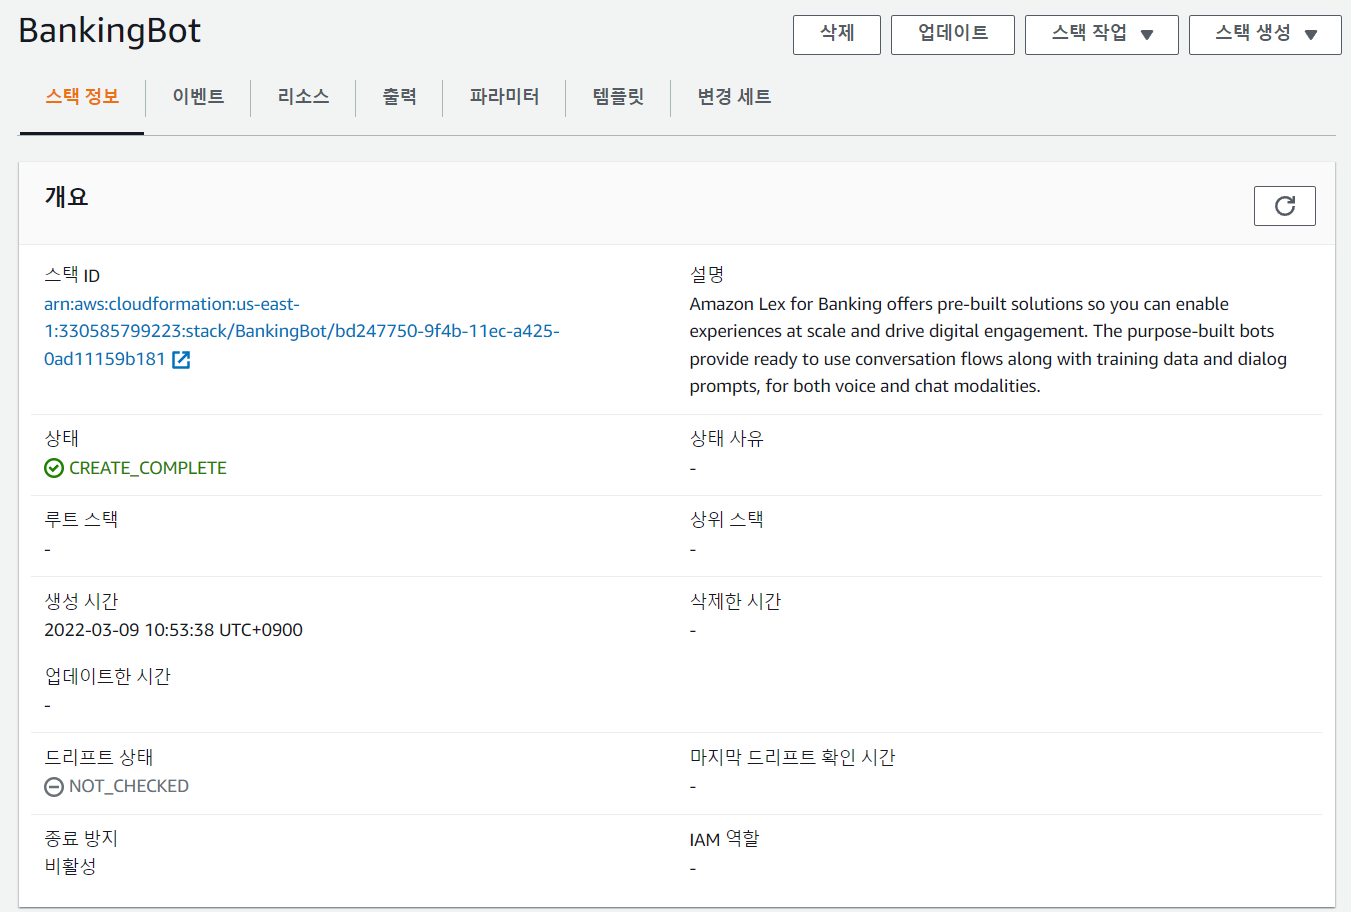 BankingBot
삭제
업데이트
스택 작업
스택 생성
스택 정보
이벤트
리소스
출력
파라미터
템플릿
변경 세트
개요
스택 ID
arn:aws:cloudformation:us-east-
1:330585799223:stack/BankingBot/bd247750-9f4b-11ec-a425-
0ad11159b181
설명
Amazon Lex for Banking offers pre-built solutions so you can enable
experiences at scale and drive digital engagement. The purpose-built bots
provide ready to use conversation flows along with training data and dialog
prompts, for both voice and chat modalities.
상태
CREATE_COMPLETE
상태 사유
-
루트 스택
-
상위 스택
-
생성 시간
2022-03-09 10:53:38 UTC+0900
삭제한 시간
-
업데이트한 시간
-
드리프트 상태
NOT_CHECKED
마지막 드리프트 확인 시간
-
종료 방지
비활성
IAM 역할
-